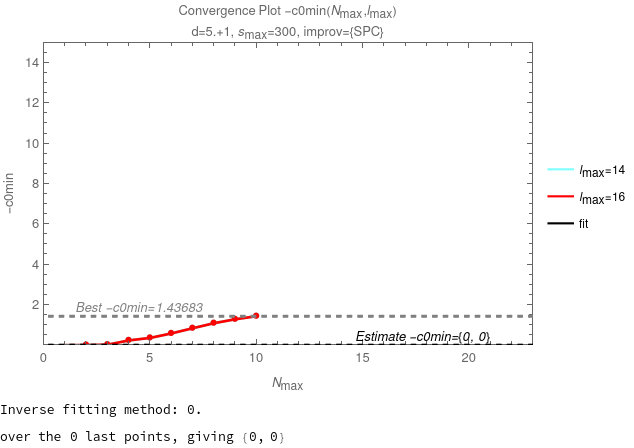 Convergence Plot -c0min(Nmax,lmax)
d=5.+1, smax=300, improv={SPC}
14
12
10
8
6
4
2
-c0min
Best -c0min=1.43683
Estimate -c0min={0, 0}
0
5
10
15
20
Nmax
lmax=14
lmax=16
fit
Inverse fitting method: 0.
over the 0 last points, giving {0, 0}